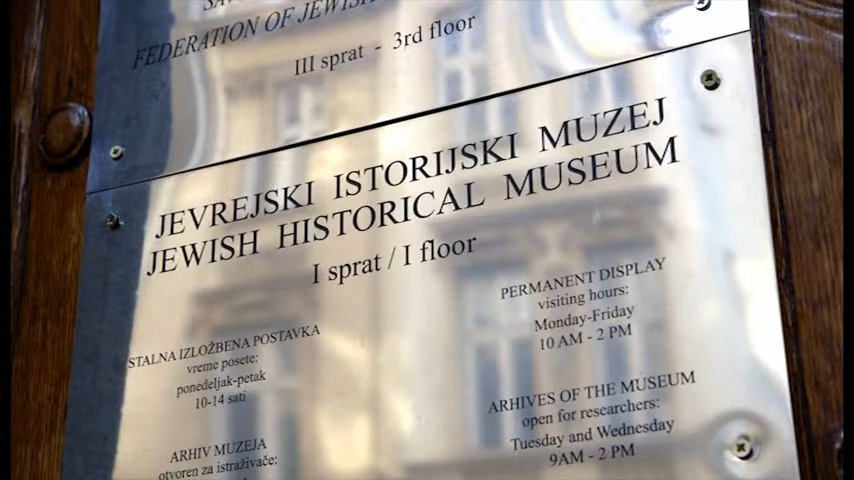 FEDERATION OF JEWISH
III sprat - 3rd floor
JEVREJSKI ISTORIJSKI MUZEJ
JEWISH HISTORICAL MUSEUM
I sprat / I floor
STALNA IZLOŽBENA POSTAVKA
vreme posete:
ponedeljak-petak
10-14 sati
PERMANENT DISPLAY
visiting hours:
Monday-Friday
10 AM - 2 PM
ARHIV MUZEJA
otvoren za istraživače:
ARHIVES OF THE MUSEUM
open for researchers:
Tuesday and Wednesday
9AM - 2 PM